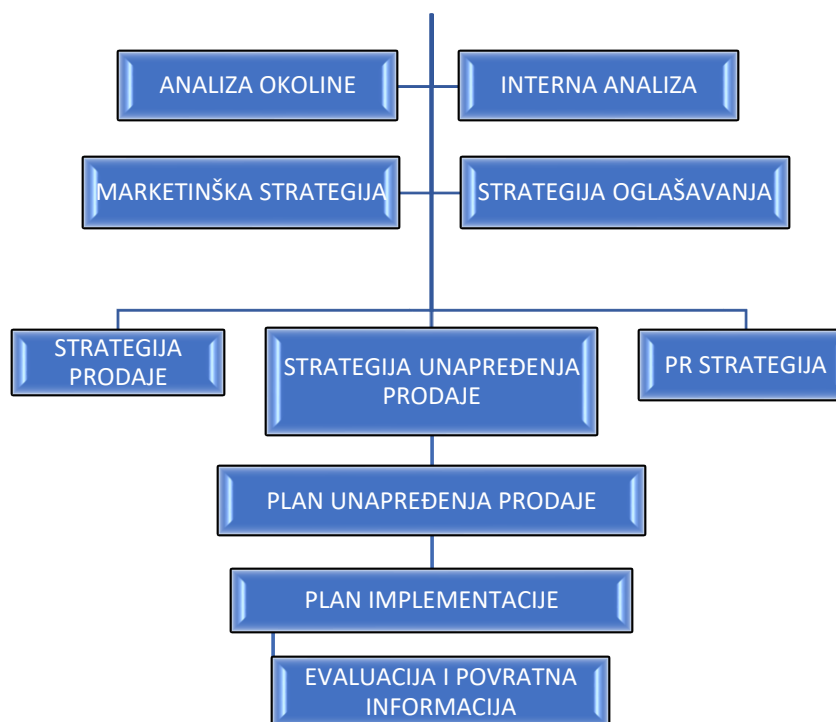 ANALIZA OKOLINE
INTERNA ANALIZA
MARKETINŠKA STRATEGIJA
STRATEGIJA OGLAŠAVANJA
STRATEGIJA
PRODAJE
STRATEGIJA UNAPREĐENJA
PRODAJE
PR STRATEGIJA
PLAN UNAPREĐENJA PRODAJE
PLAN IMPLEMENTACIJE
EVALUACIJA I POVRATNA
INFORMACIJA